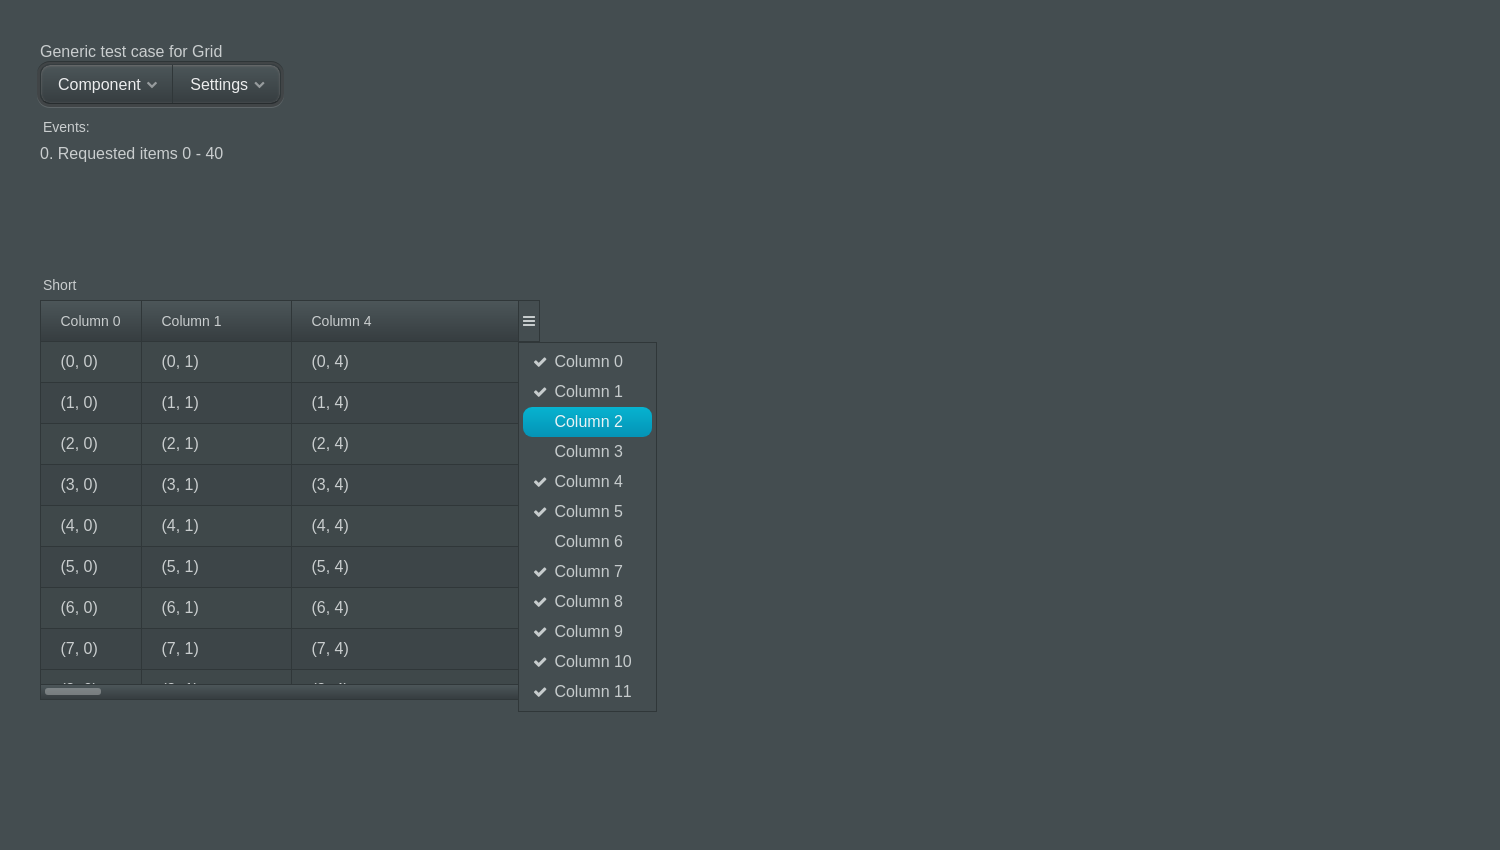 Generic test case for Grid
Component Settings
Events:
0. Requested items 0 - 40
Short
Column 0 Column 1 Column 4
(0, 0) (0, 1) (0, 4)
(1, 0) (1, 1) (1, 4)
(2, 0) (2, 1) (2, 4)
(3, 0) (3, 1) (3, 4)
(4, 0) (4, 1) (4, 4)
(5, 0) (5, 1) (5, 4)
(6, 0) (6, 1) (6, 4)
(7, 0) (7, 1) (7, 4)
Column 0
Column 1
Column 2
Column 3
Column 4
Column 5
Column 6
Column 7
Column 8
Column 9
Column 10
Column 11